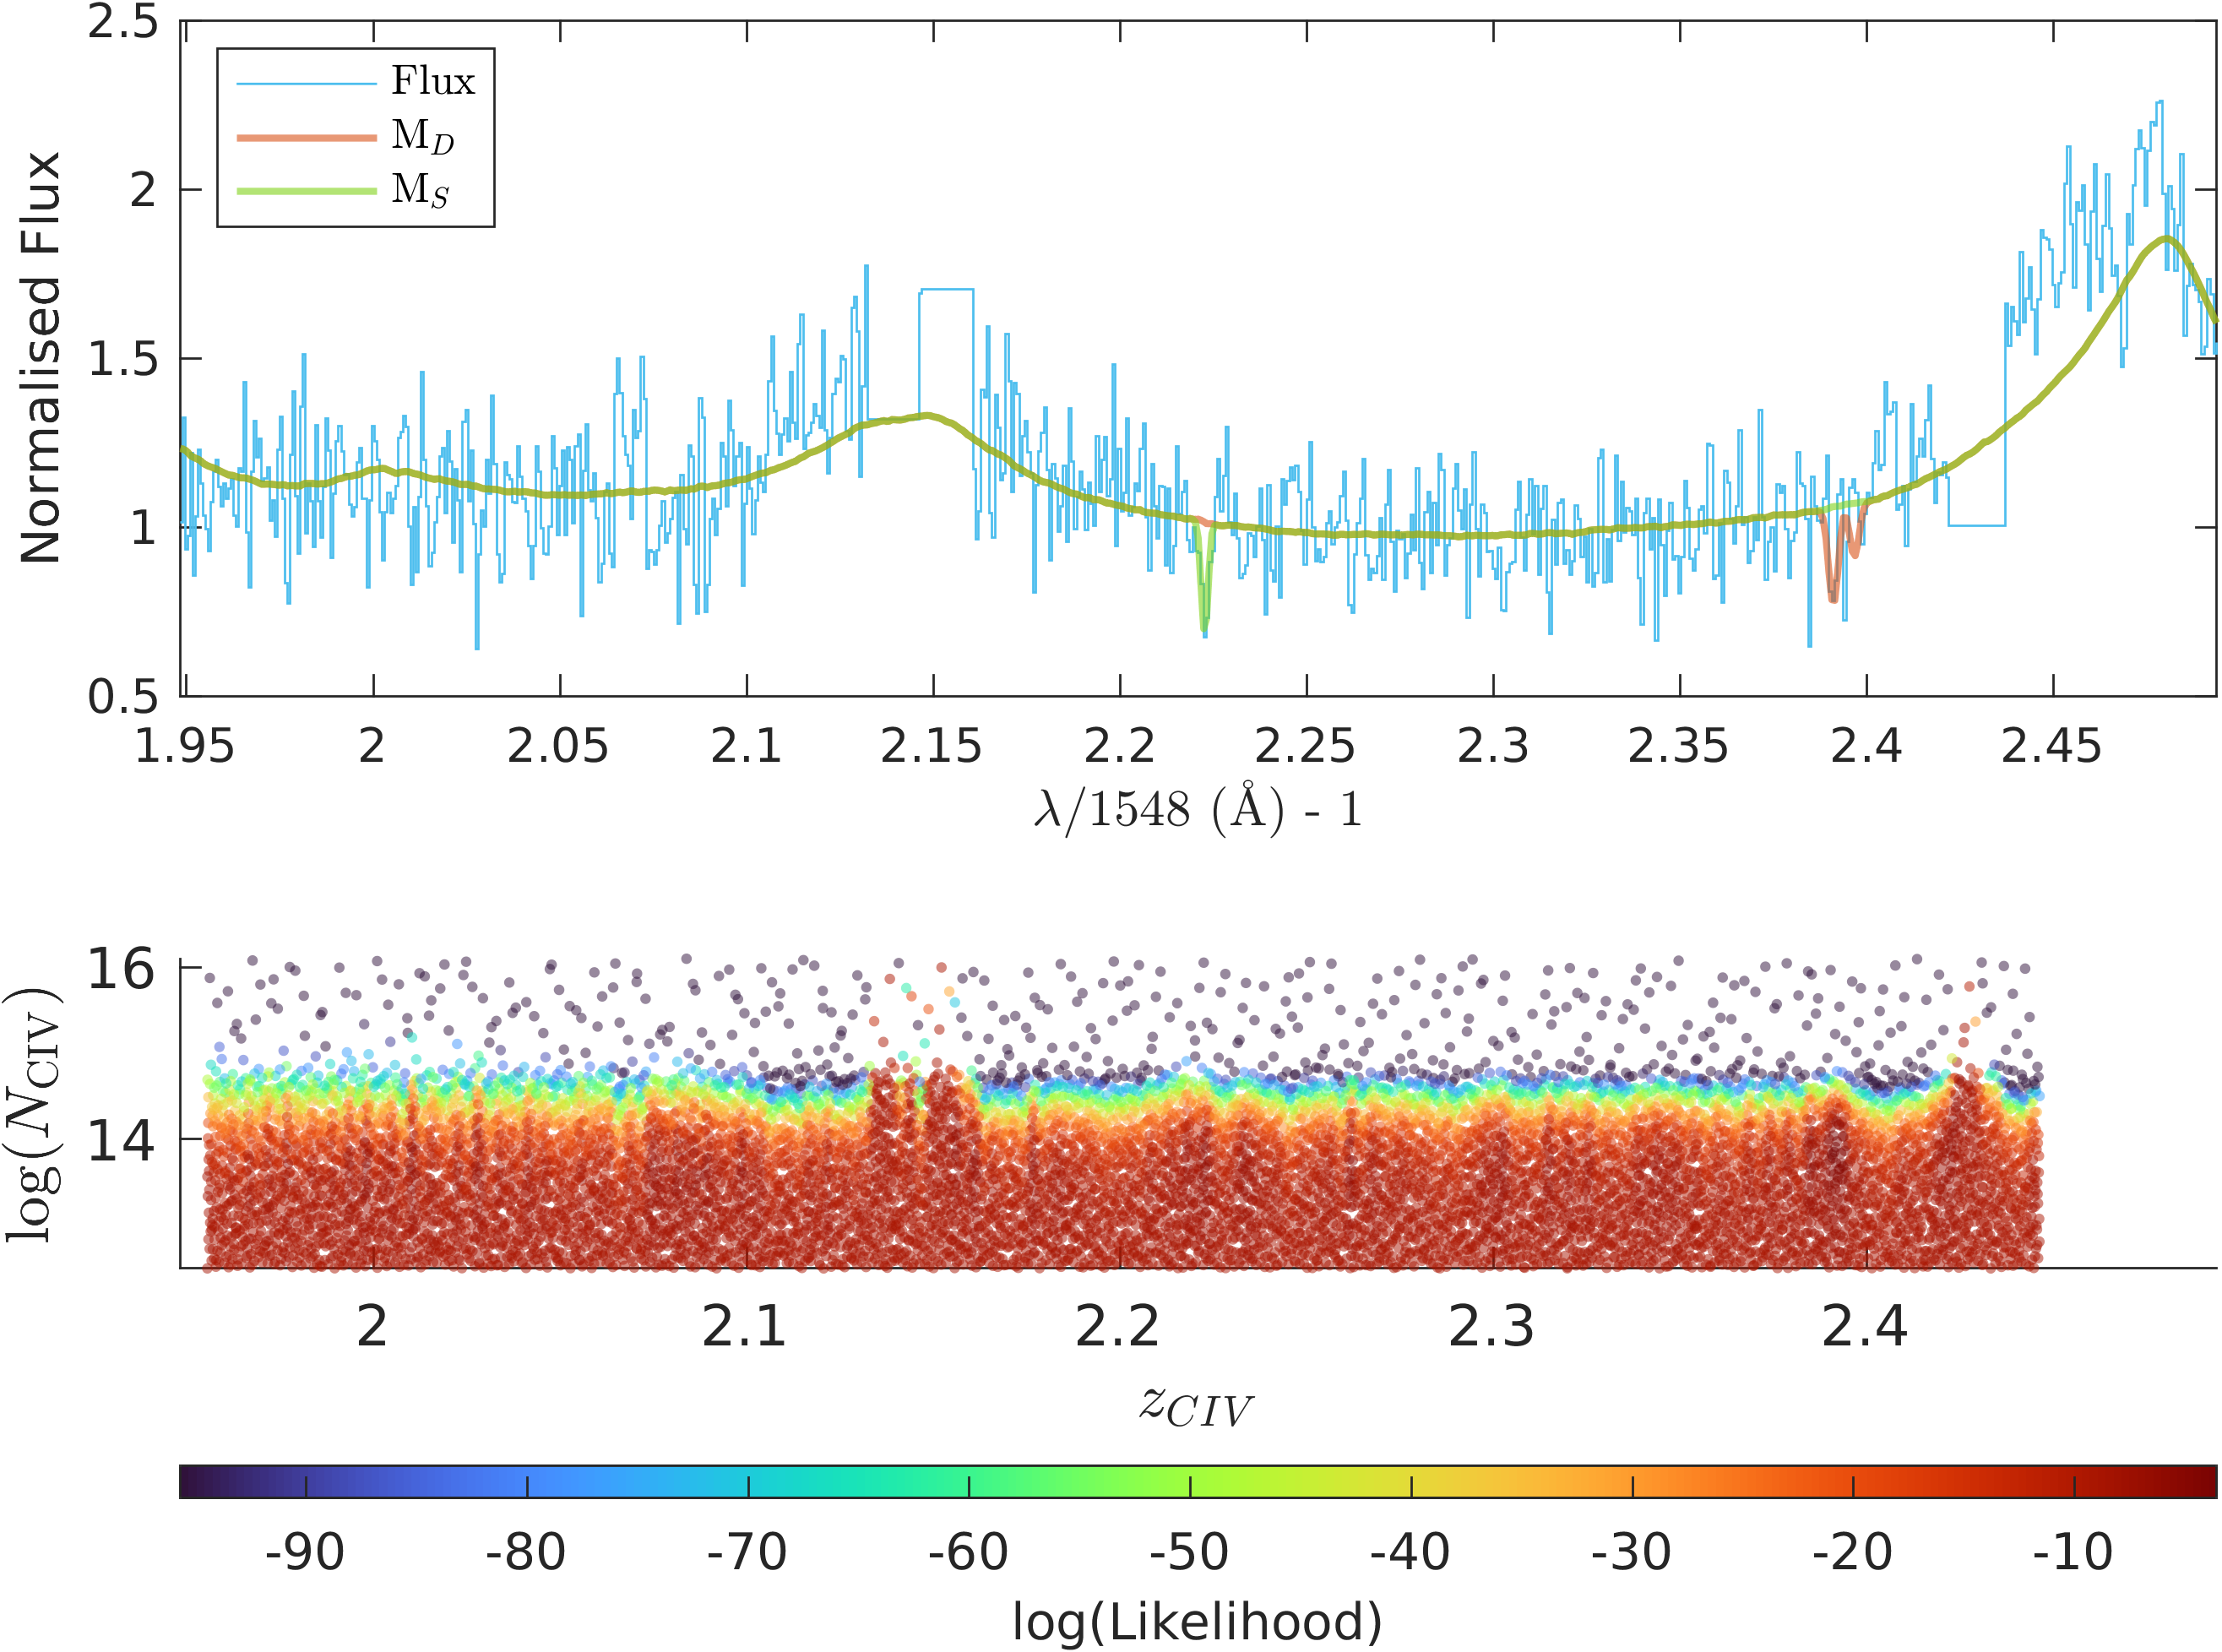 2.5
2
1.5
1
0.5
Normalised Flux
Flux
M_D
M_S
1.95 2 2.05 2.1 2.15 2.2 2.25 2.3 2.35 2.4 2.45
λ/1548 (Å) - 1
16
14
log(N_CIV)
2 2.1 2.2 2.3 2.4
z_CIV
-90 -80 -70 -60 -50 -40 -30 -20 -10
log(Likelihood)